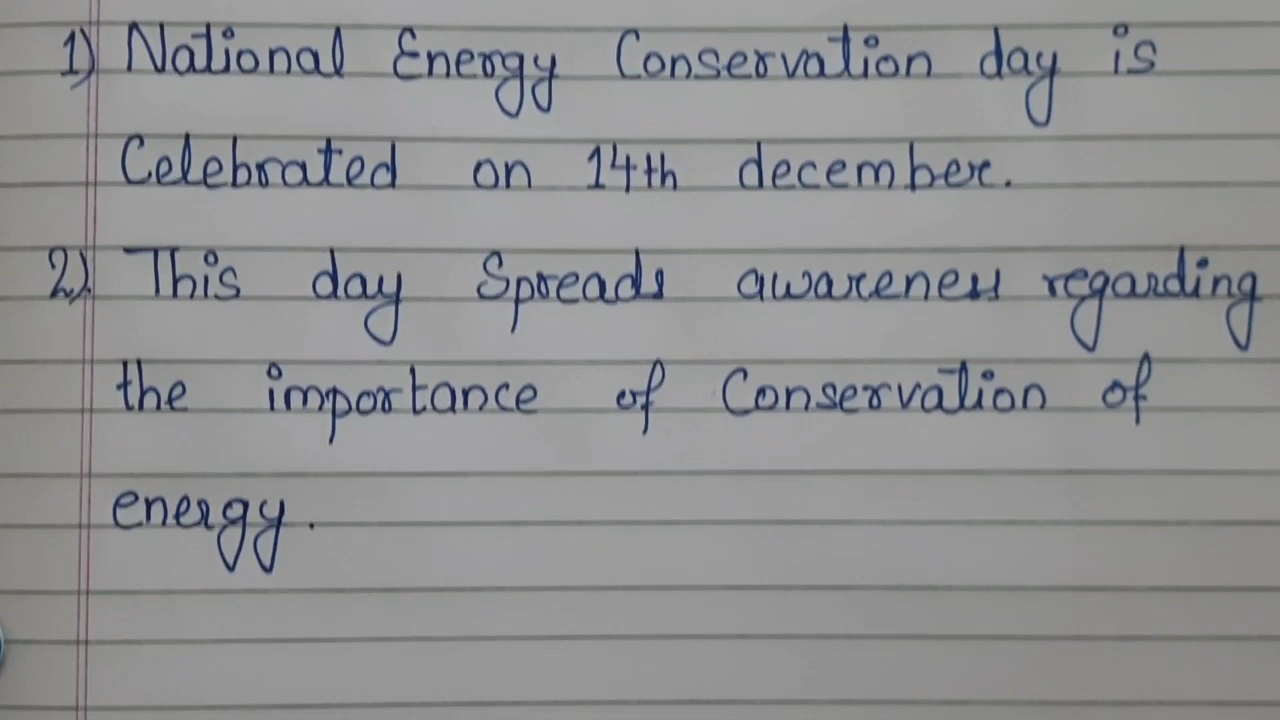 1) National Energy Conservation day is
Celebrated on 14th december.
2). This day Spreads awareness regarding
the importance of Conservation of
energy.